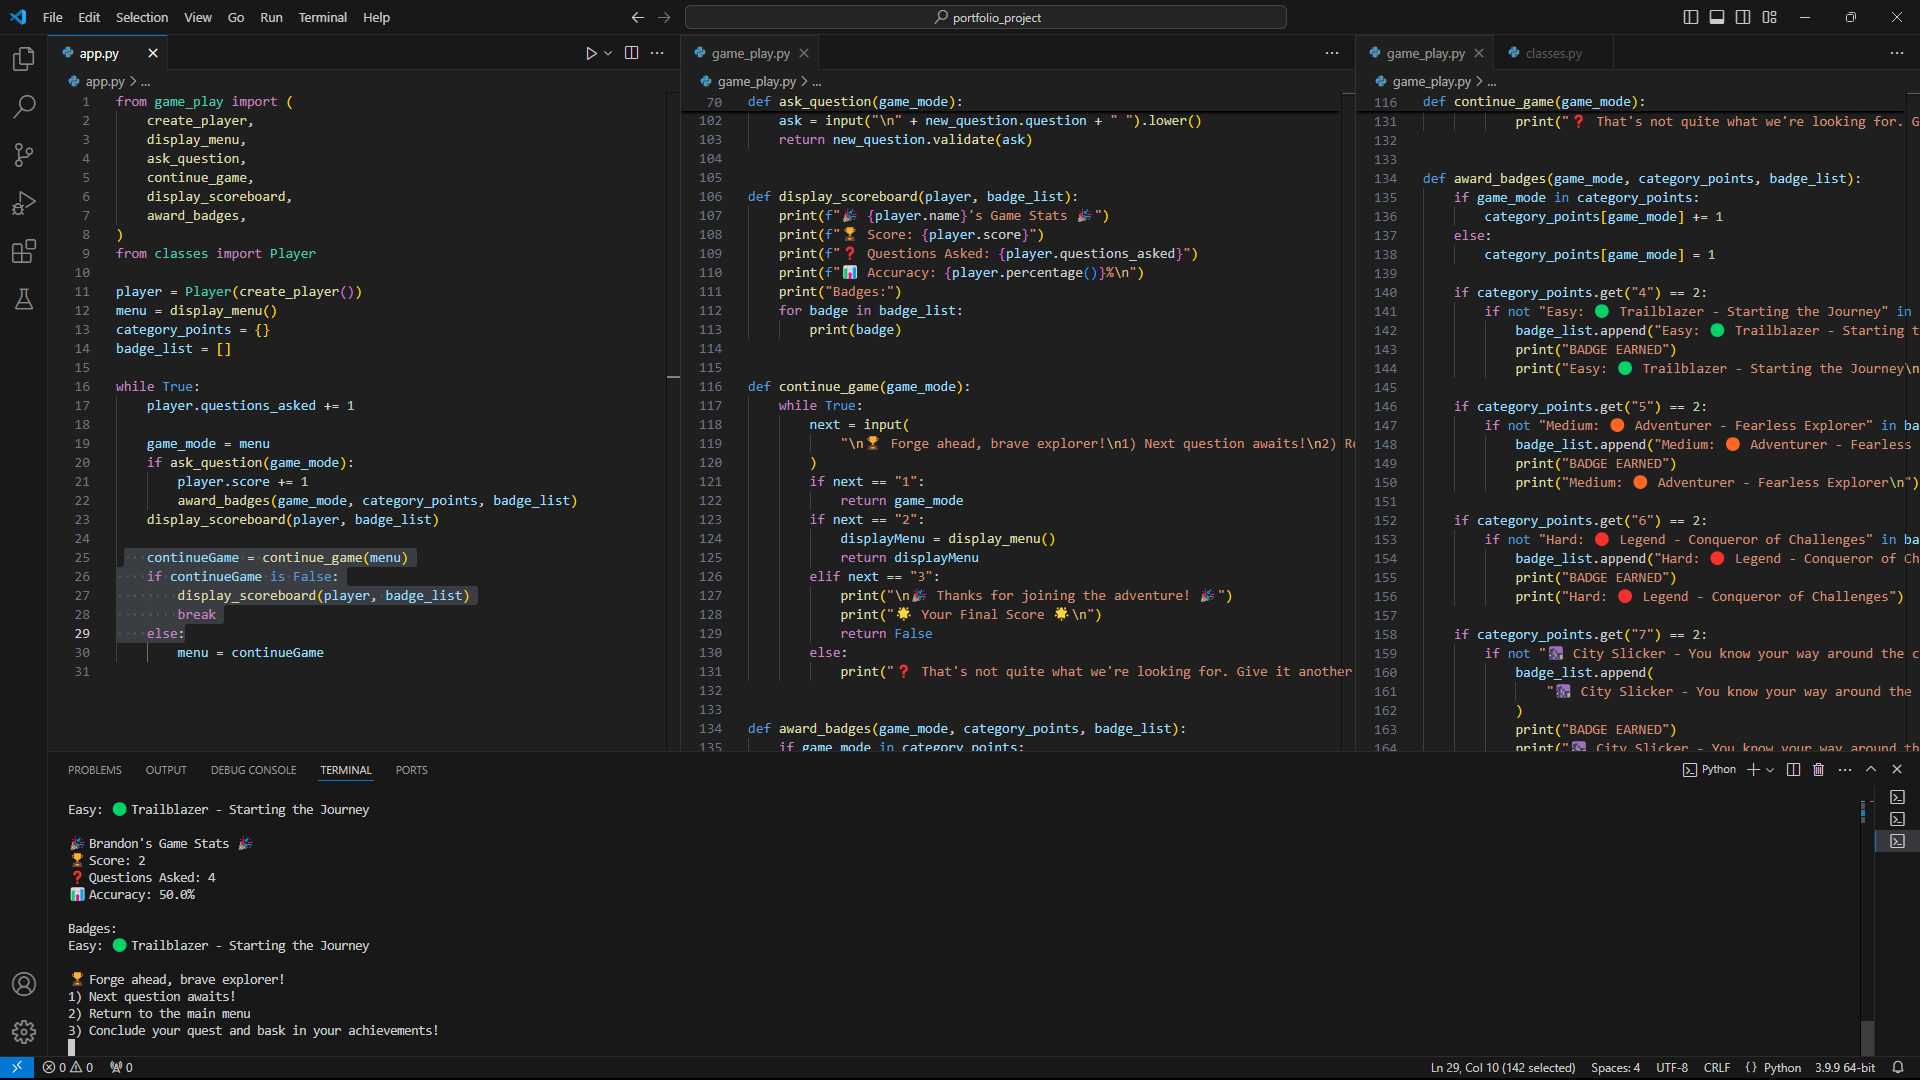 File Edit Selection View Go Run Terminal Help
portfolio_project
app.py
game_play.py
game_play.py
classes.py
app.py > ...
1 from game_play import (
2 create_player,
3 display_menu,
4 ask_question,
5 continue_game,
6 display_scoreboard,
7 award_badges,
8 )
9 from classes import Player
10
11 player = Player(create_player())
12 menu = display_menu()
13 category_points = {}
14 badge_list = []
15
16 while True:
17 player.questions_asked += 1
18
19 game_mode = menu
20 if ask_question(game_mode):
21 player.score += 1
22 award_badges(game_mode, category_points, badge_list)
23 display_scoreboard(player, badge_list)
24
25 continueGame = continue_game(menu)
26 if continueGame is False:
27 display_scoreboard(player, badge_list)
28 break
29 else:
30 menu = continueGame
31
game_play.py > ...
70 def ask_question(game_mode):
102 ask = input("\n" + new_question.question + " ").lower()
103 return new_question.validate(ask)
104
105
106 def display_scoreboard(player, badge_list):
107 print(f"🎉 {player.name}'s Game Stats 🎉")
108 print(f"🏆 Score: {player.score}")
109 print(f"❓ Questions Asked: {player.questions_asked}")
110 print(f"📊 Accuracy: {player.percentage()}%\n")
111 print("Badges:")
112 for badge in badge_list:
113 print(badge)
114
115
116 def continue_game(game_mode):
117 while True:
118 next = input(
119 "\n🏆 Forge ahead, brave explorer!\n1) Next question awaits!\n2) Re
120 )
121 if next == "1":
122 return game_mode
123 if next == "2":
124 displayMenu = display_menu()
125 return displayMenu
126 elif next == "3":
127 print("\n🎉 Thanks for joining the adventure! 🎉")
128 print("🌟 Your Final Score 🌟\n")
129 return False
130 else:
131 print("❓ That's not quite what we're looking for. Give it another
132
133
134 def award_badges(game_mode, category_points, badge_list):
135 if game_mode in category_points:
game_play.py > ...
116 def continue_game(game_mode):
131 print("❓ That's not quite what we're looking for. G
132
133
134 def award_badges(game_mode, category_points, badge_list):
135 if game_mode in category_points:
136 category_points[game_mode] += 1
137 else:
138 category_points[game_mode] = 1
139
140 if category_points.get("4") == 2:
141 if not "Easy: 🟢 Trailblazer - Starting the Journey" in
142 badge_list.append("Easy: 🟢 Trailblazer - Starting t
143 print("BADGE EARNED")
144 print("Easy: 🟢 Trailblazer - Starting the Journey\n
145
146 if category_points.get("5") == 2:
147 if not "Medium: 🟠 Adventurer - Fearless Explorer" in ba
148 badge_list.append("Medium: 🟠 Adventurer - Fearless
149 print("BADGE EARNED")
150 print("Medium: 🟠 Adventurer - Fearless Explorer\n")
151
152 if category_points.get("6") == 2:
153 if not "Hard: 🔴 Legend - Conqueror of Challenges" in ba
154 badge_list.append("Hard: 🔴 Legend - Conqueror of Ch
155 print("BADGE EARNED")
156 print("Hard: 🔴 Legend - Conqueror of Challenges")
157
158 if category_points.get("7") == 2:
159 if not "🌆 City Slicker - You know your way around the c
160 badge_list.append(
161 "🌆 City Slicker - You know your way around the
162 )
163 print("BADGE EARNED")
164 print("🌆 City Slicker - You know your way around th
PROBLEMS OUTPUT DEBUG CONSOLE TERMINAL PORTS
Python
Easy: 🟢 Trailblazer - Starting the Journey
🎉 Brandon's Game Stats 🎉
🏆 Score: 2
❓ Questions Asked: 4
📊 Accuracy: 50.0%
Badges:
Easy: 🟢 Trailblazer - Starting the Journey
🏆 Forge ahead, brave explorer!
1) Next question awaits!
2) Return to the main menu
3) Conclude your quest and bask in your achievements!
0 0 0
Ln 29, Col 10 (142 selected) Spaces: 4 UTF-8 CRLF {} Python 3.9.9 64-bit